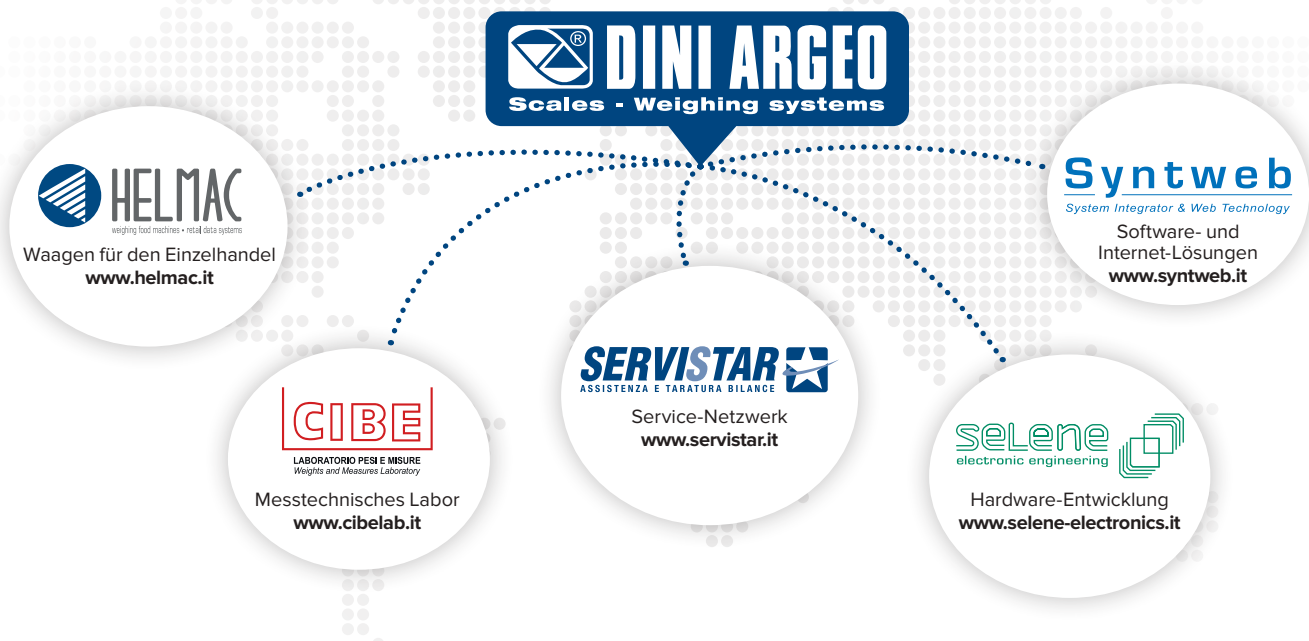 ®
DINI ARGEO
Scales - Weighing systems
HELMAC
weighing food machines • retail data systems
Waagen für den Einzelhandel
www.helmac.it
CIBE
LABORATORIO PESI E MISURE
Weights and Measures Laboratory
Messtechnisches Labor
www.cibelab.it
SERVISTAR
ASSISTENZA E TARATURA BILANCE
Service-Netzwerk
www.servistar.it
selene
electronic engineering
Hardware-Entwicklung
www.selene-electronics.it
Syntweb
System Integrator & Web Technology
Software- und
Internet-Lösungen
www.syntweb.it